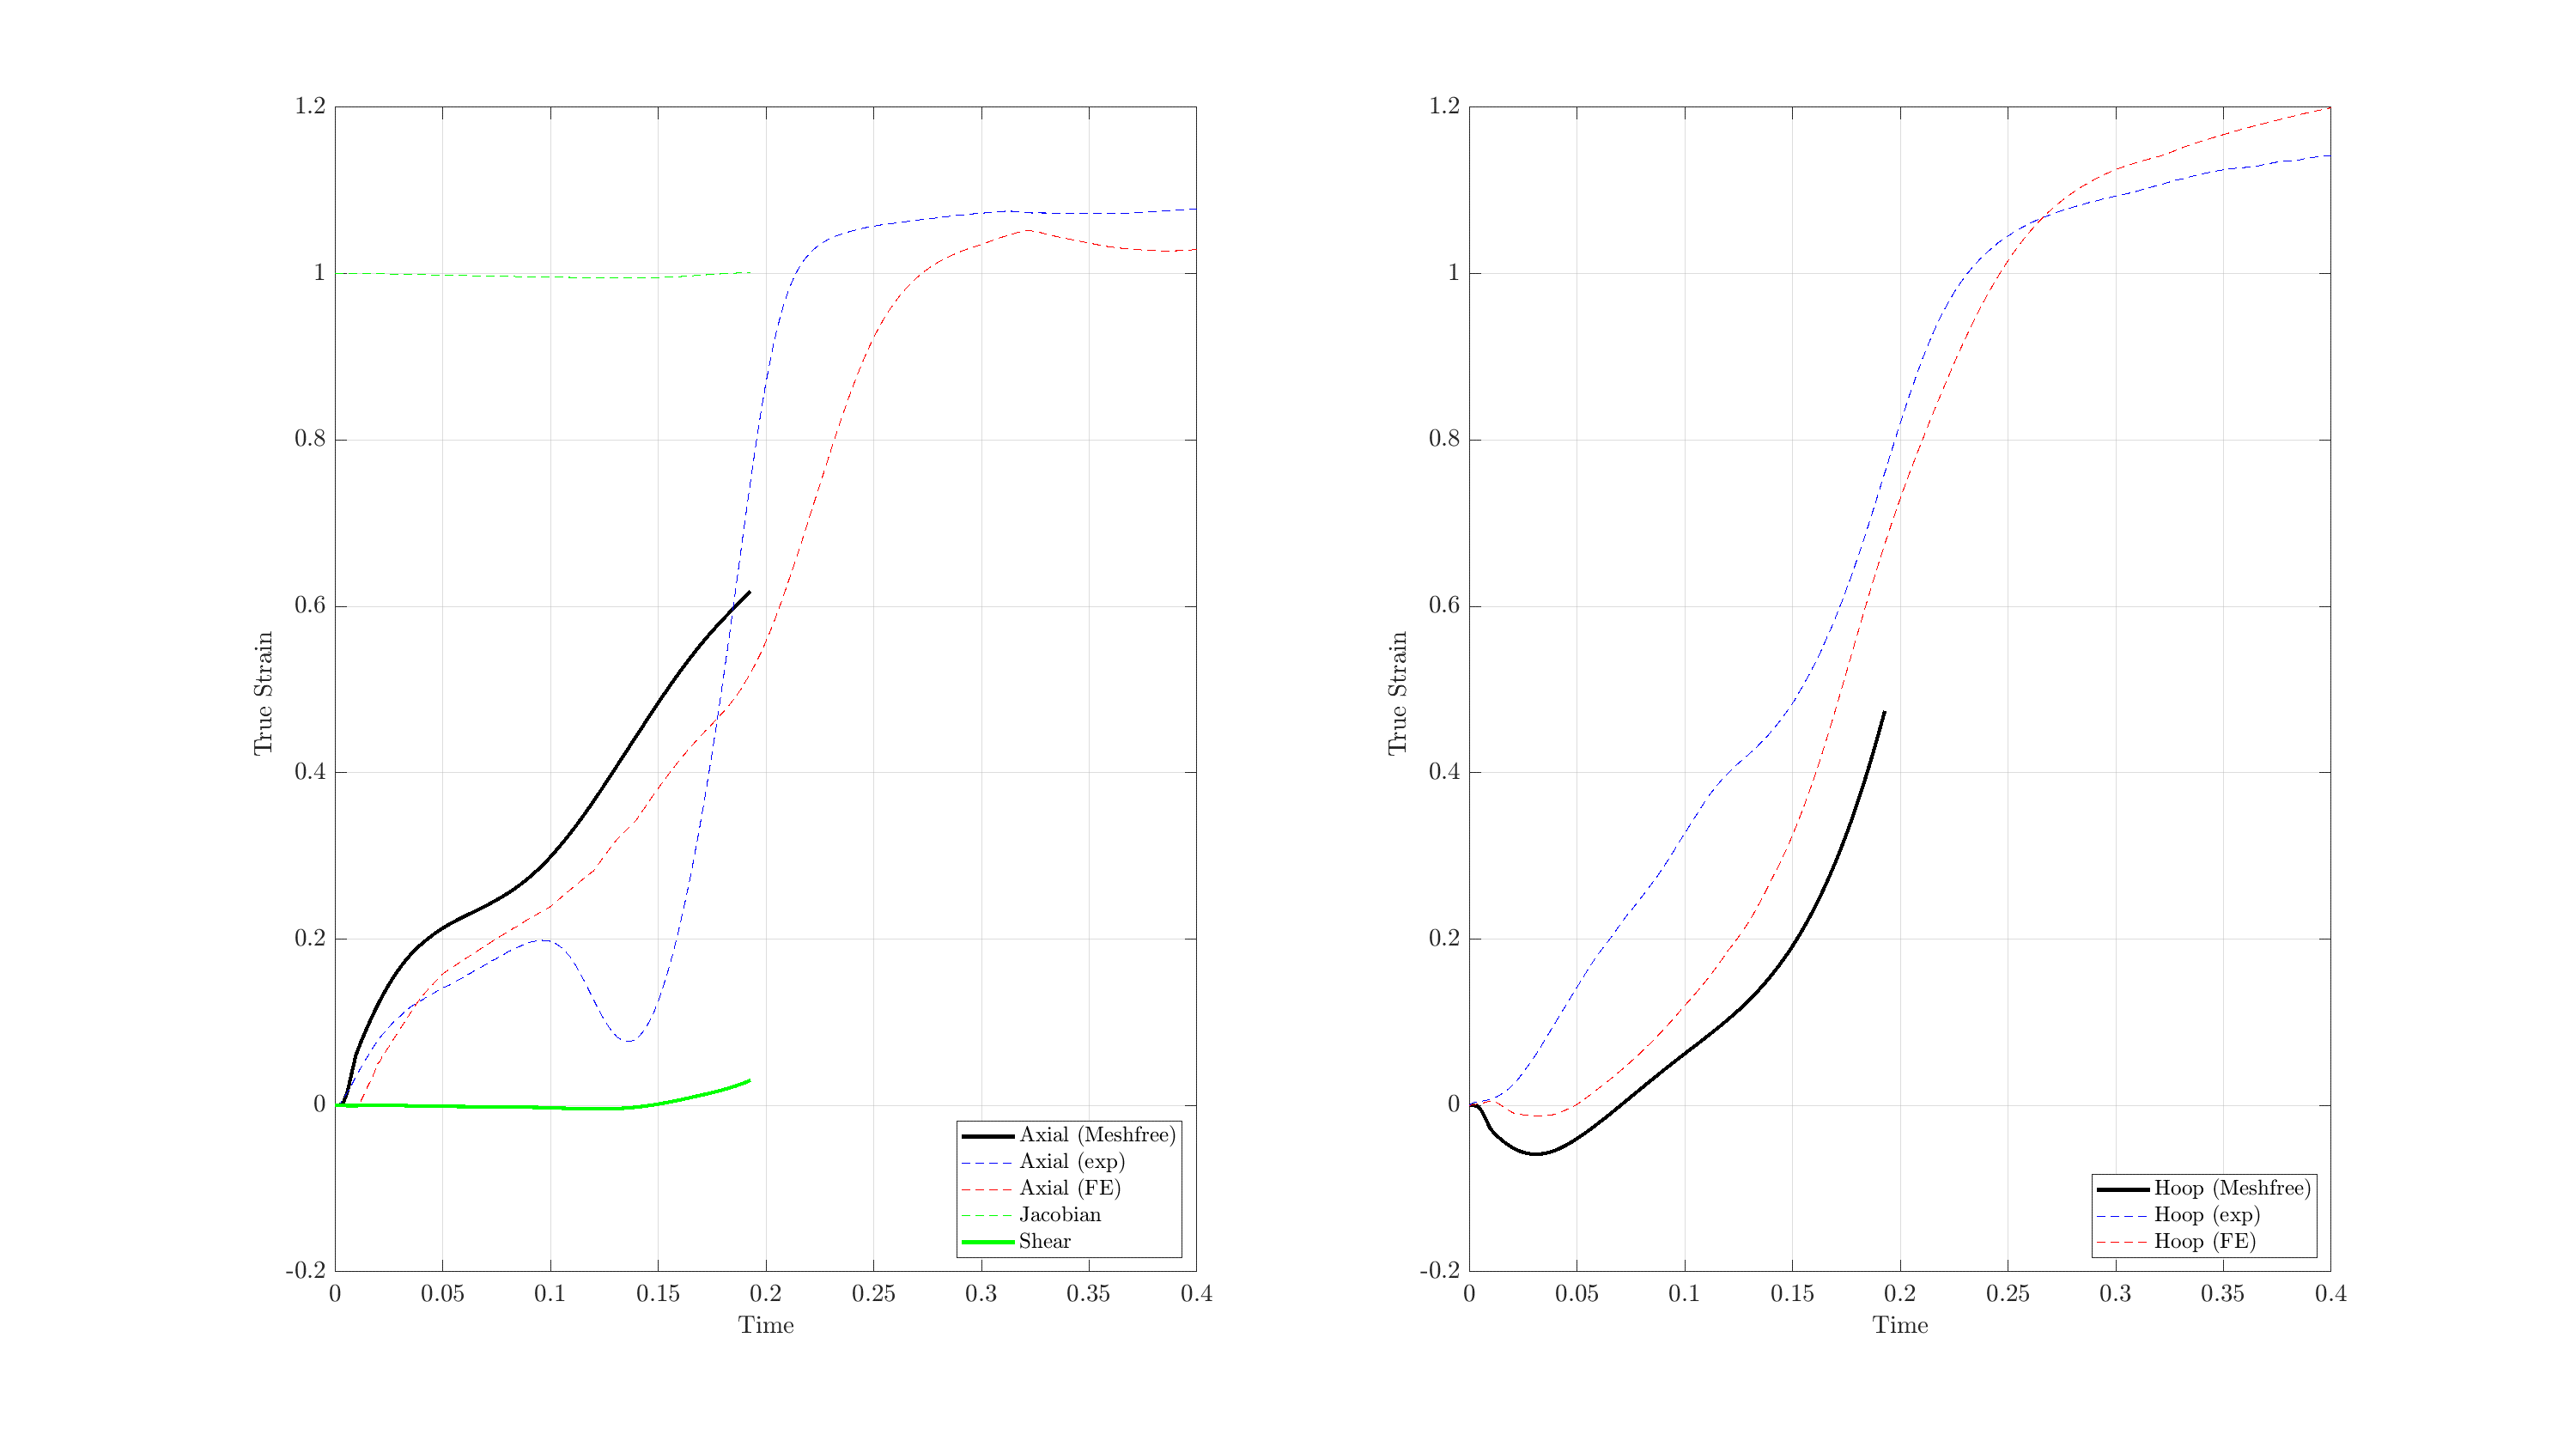 True Strain
1.2
1
0.8
0.6
0.4
0.2
0
-0.2
0 0.05 0.1 0.15 0.2 0.25 0.3 0.35 0.4
Time
Axial (Meshfree)
Axial (exp)
Axial (FE)
Jacobian
Shear
True Strain
1.2
1
0.8
0.6
0.4
0.2
0
-0.2
0 0.05 0.1 0.15 0.2 0.25 0.3 0.35 0.4
Time
Hoop (Meshfree)
Hoop (exp)
Hoop (FE)